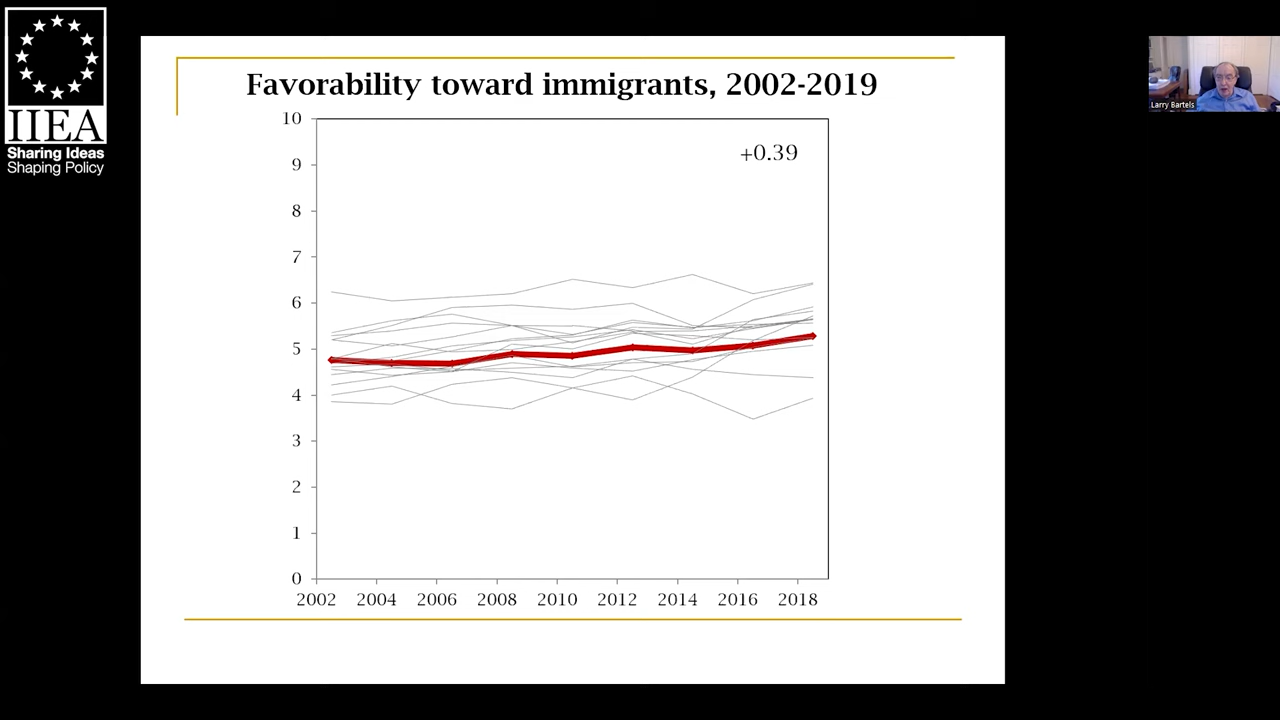 IIEA
Sharing Ideas
Shaping Policy
Favorability toward immigrants, 2002-2019
+0.39
10
9
8
7
6
5
4
3
2
1
0
2002 2004 2006 2008 2010 2012 2014 2016 2018
Larry Bartels